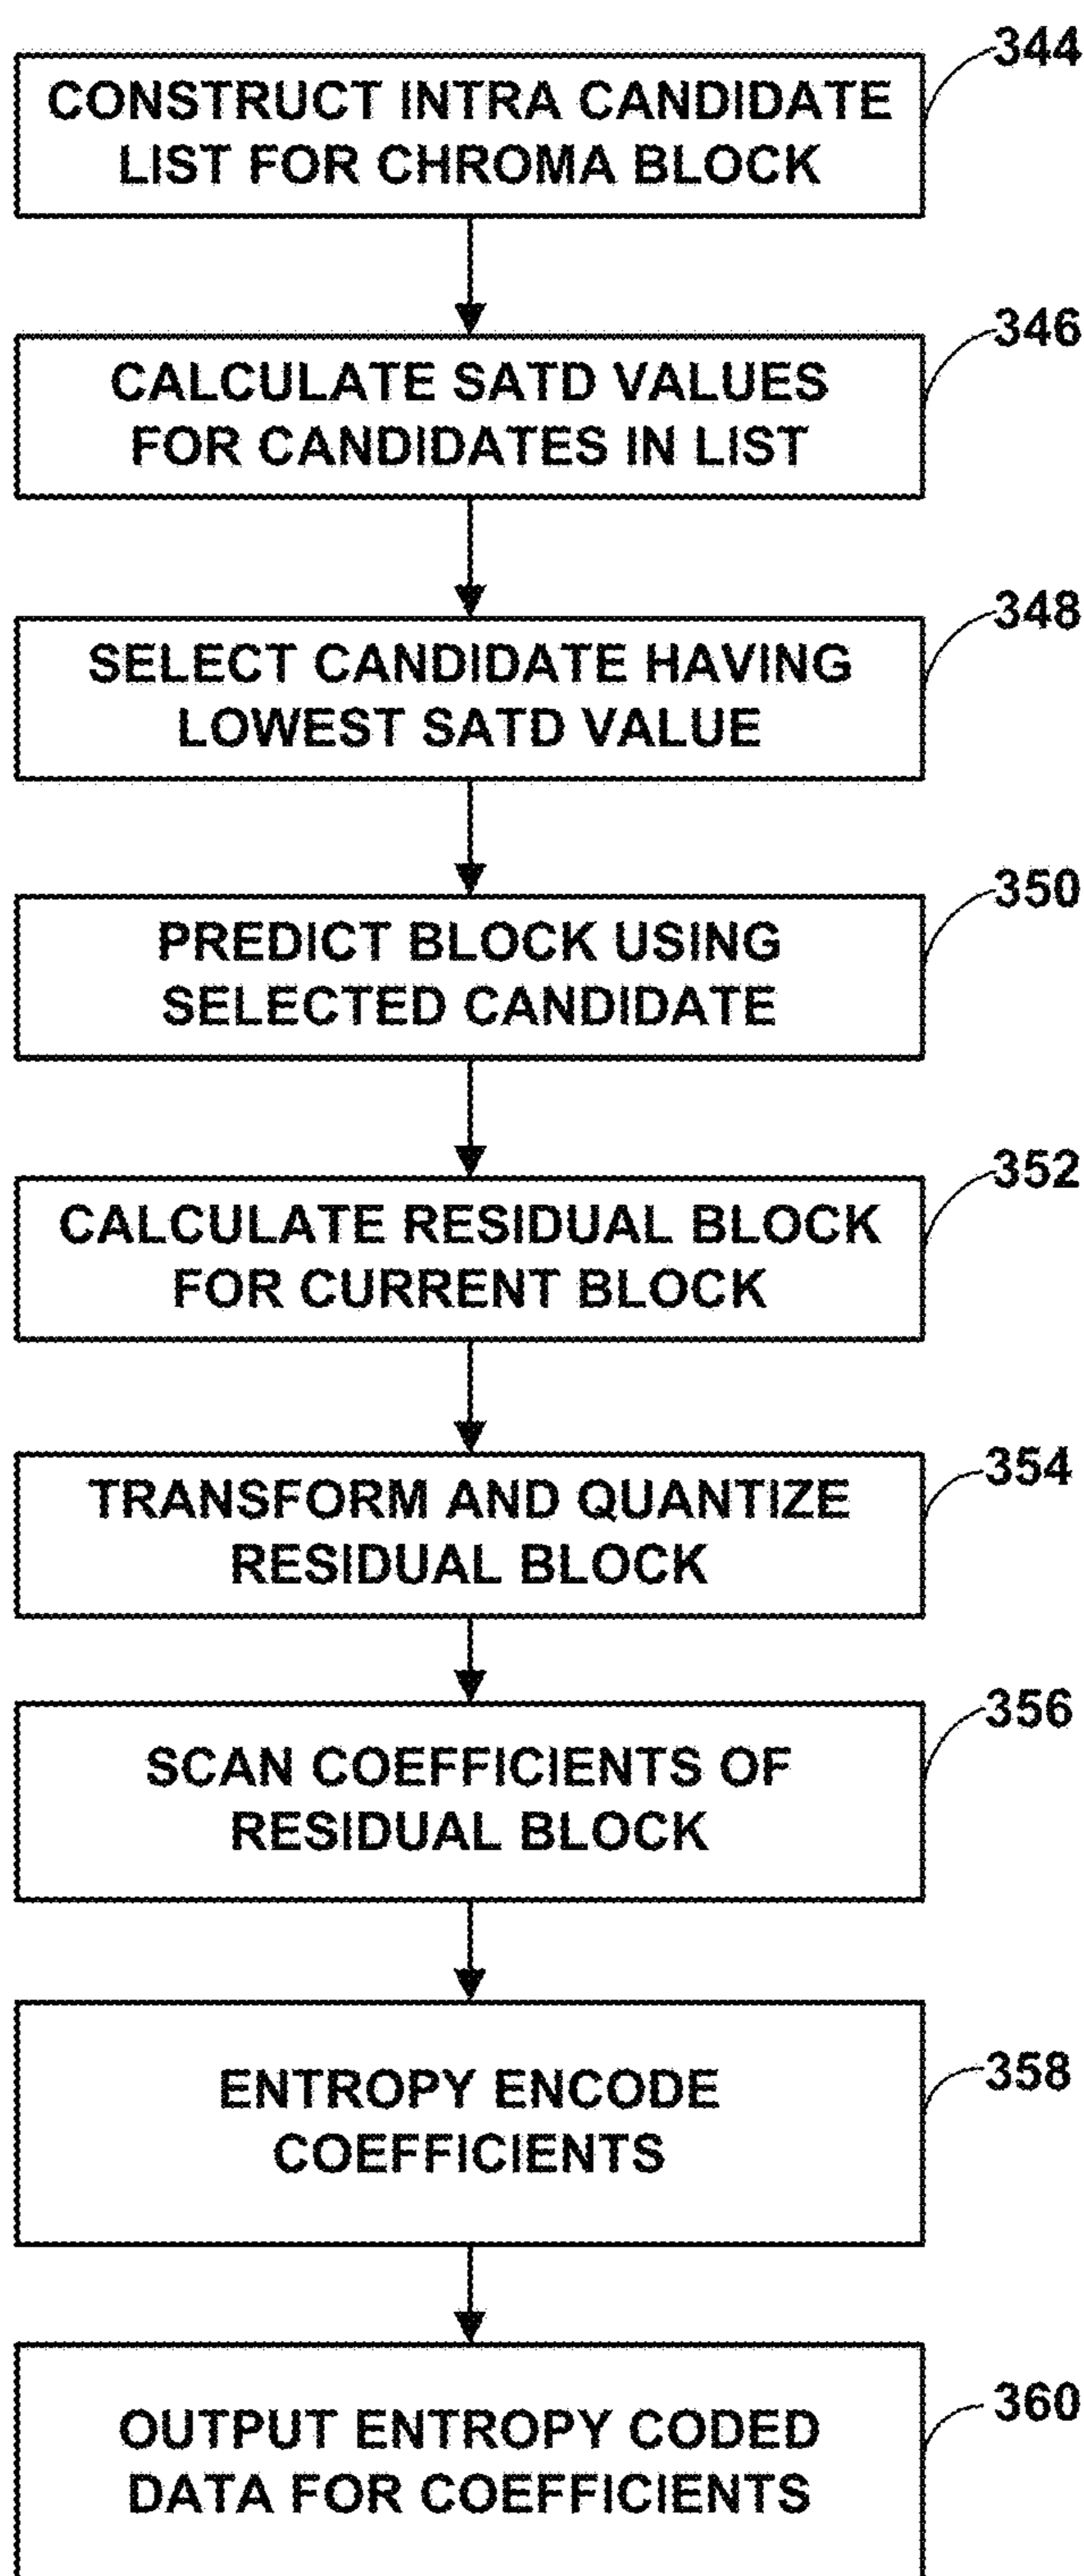 344
CONSTRUCT INTRA CANDIDATE
LIST FOR CHROMA BLOCK
346
CALCULATE SATD VALUES
FOR CANDIDATES IN LIST
348
SELECT CANDIDATE HAVING
LOWEST SATD VALUE
350
PREDICT BLOCK USING
SELECTED CANDIDATE
352
CALCULATE RESIDUAL BLOCK
FOR CURRENT BLOCK
354
TRANSFORM AND QUANTIZE
RESIDUAL BLOCK
356
SCAN COEFFICIENTS OF
RESIDUAL BLOCK
358
ENTROPY ENCODE
COEFFICIENTS
360
OUTPUT ENTROPY CODED
DATA FOR COEFFICIENTS